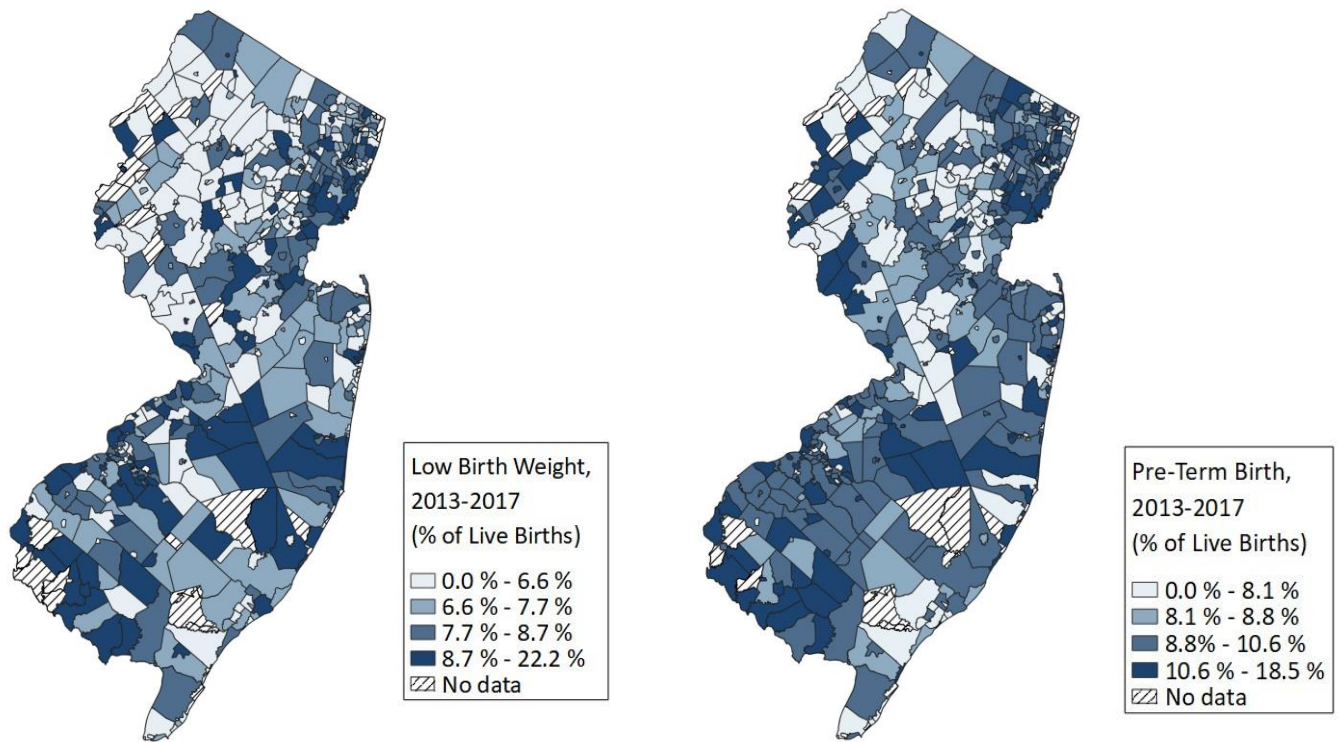 Low Birth Weight,
2013-2017
(% of Live Births)
0.0 % - 6.6 %
6.6 % - 7.7 %
7.7 % - 8.7 %
8.7 % - 22.2 %
No data
Pre-Term Birth,
2013-2017
(% of Live Births)
0.0 % - 8.1 %
8.1 % - 8.8 %
8.8% - 10.6 %
10.6 % - 18.5 %
No data